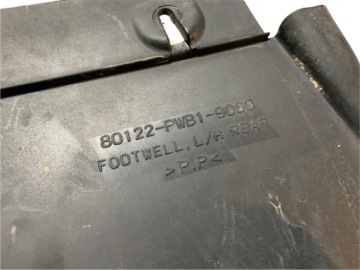 80122-PWB1-9000
FOOTWELL,L/H REAR
>P.P<